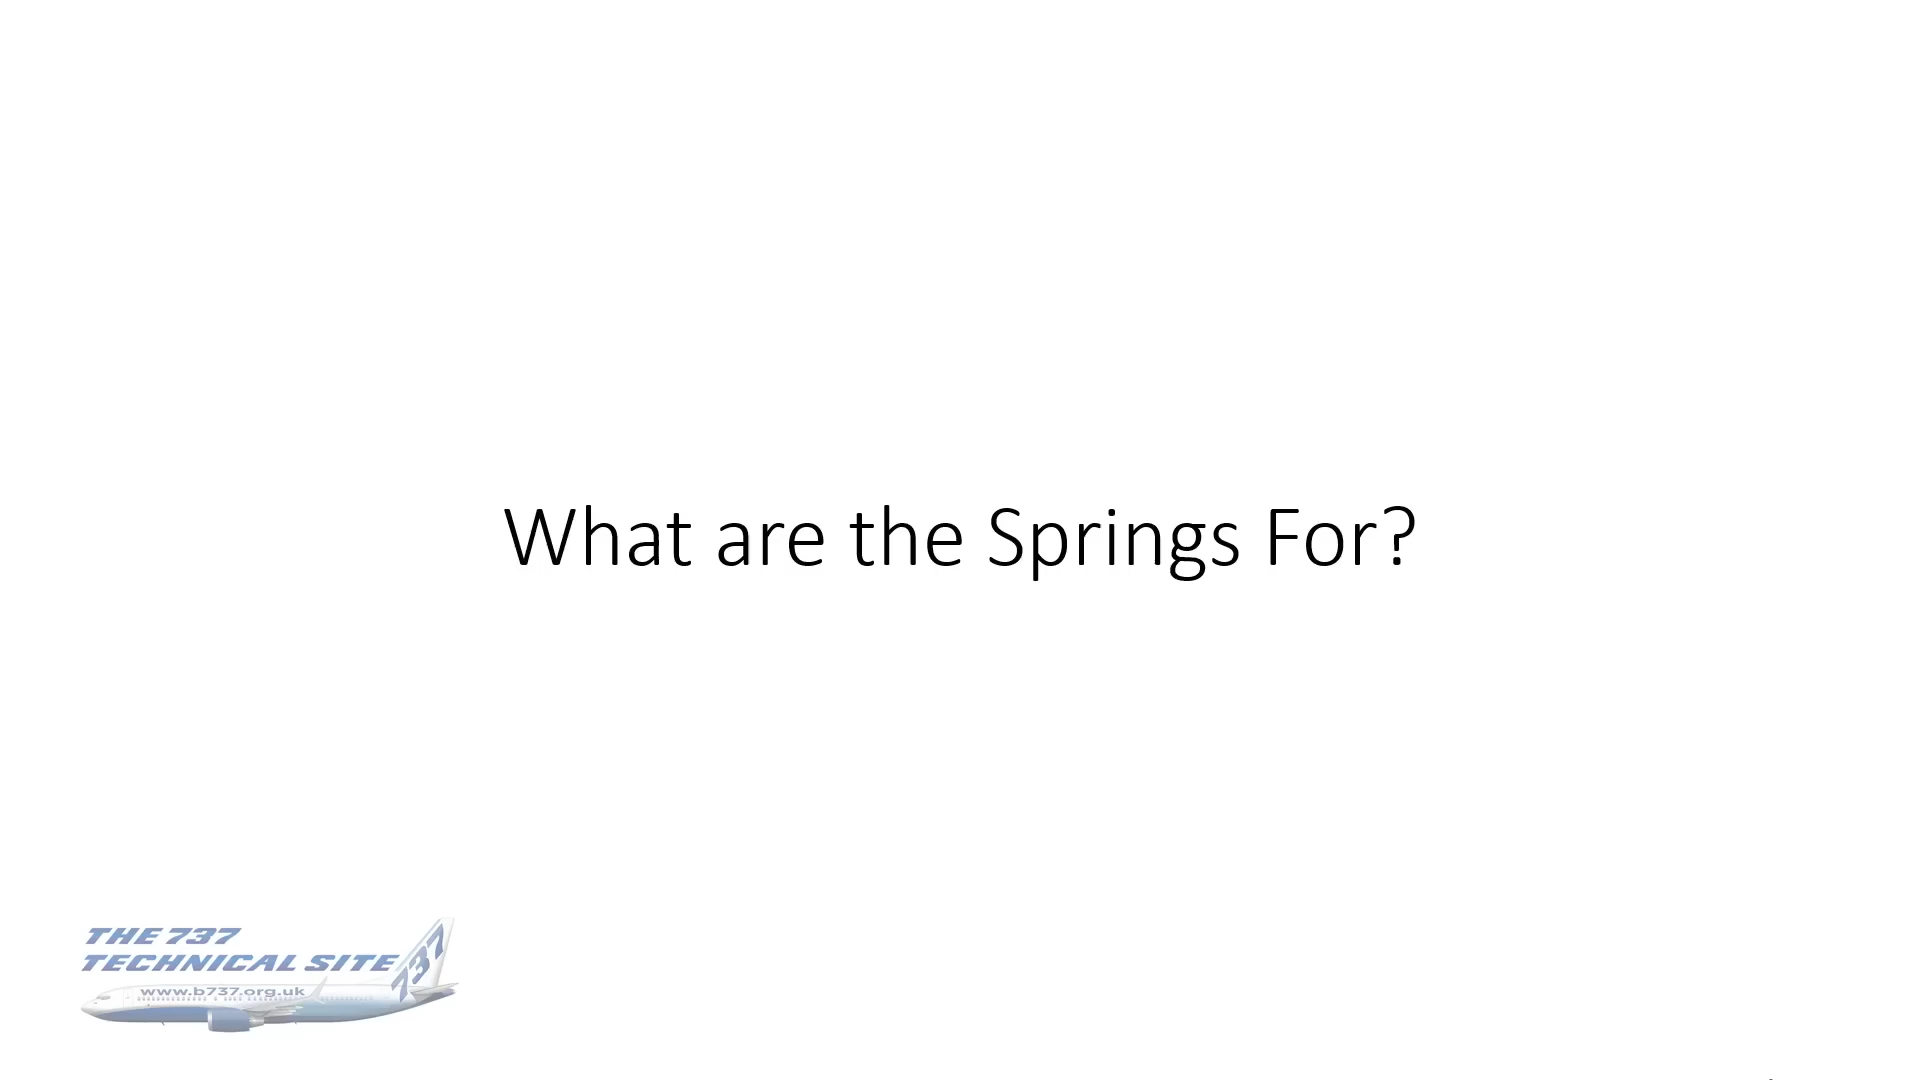 What are the Springs For?
THE 737
TECHNICAL SITE
737
www.b737.org.uk